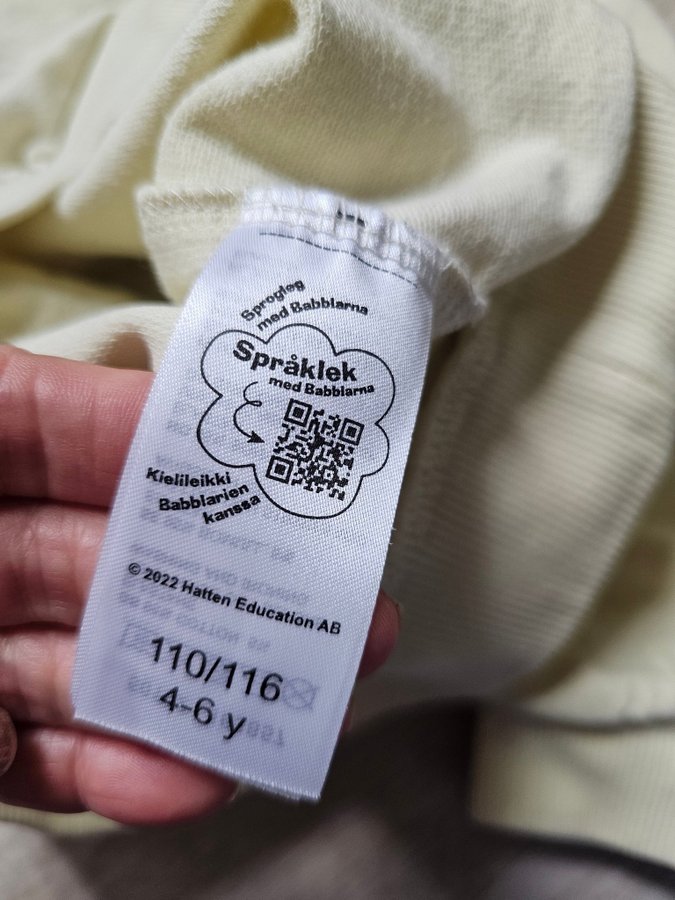 Sprogleg
med Babblarna
Språklek
med Babblarna
Kielileikki
Babblarien
kanssa
© 2022 Hatten Education AB
110/116
4-6 y